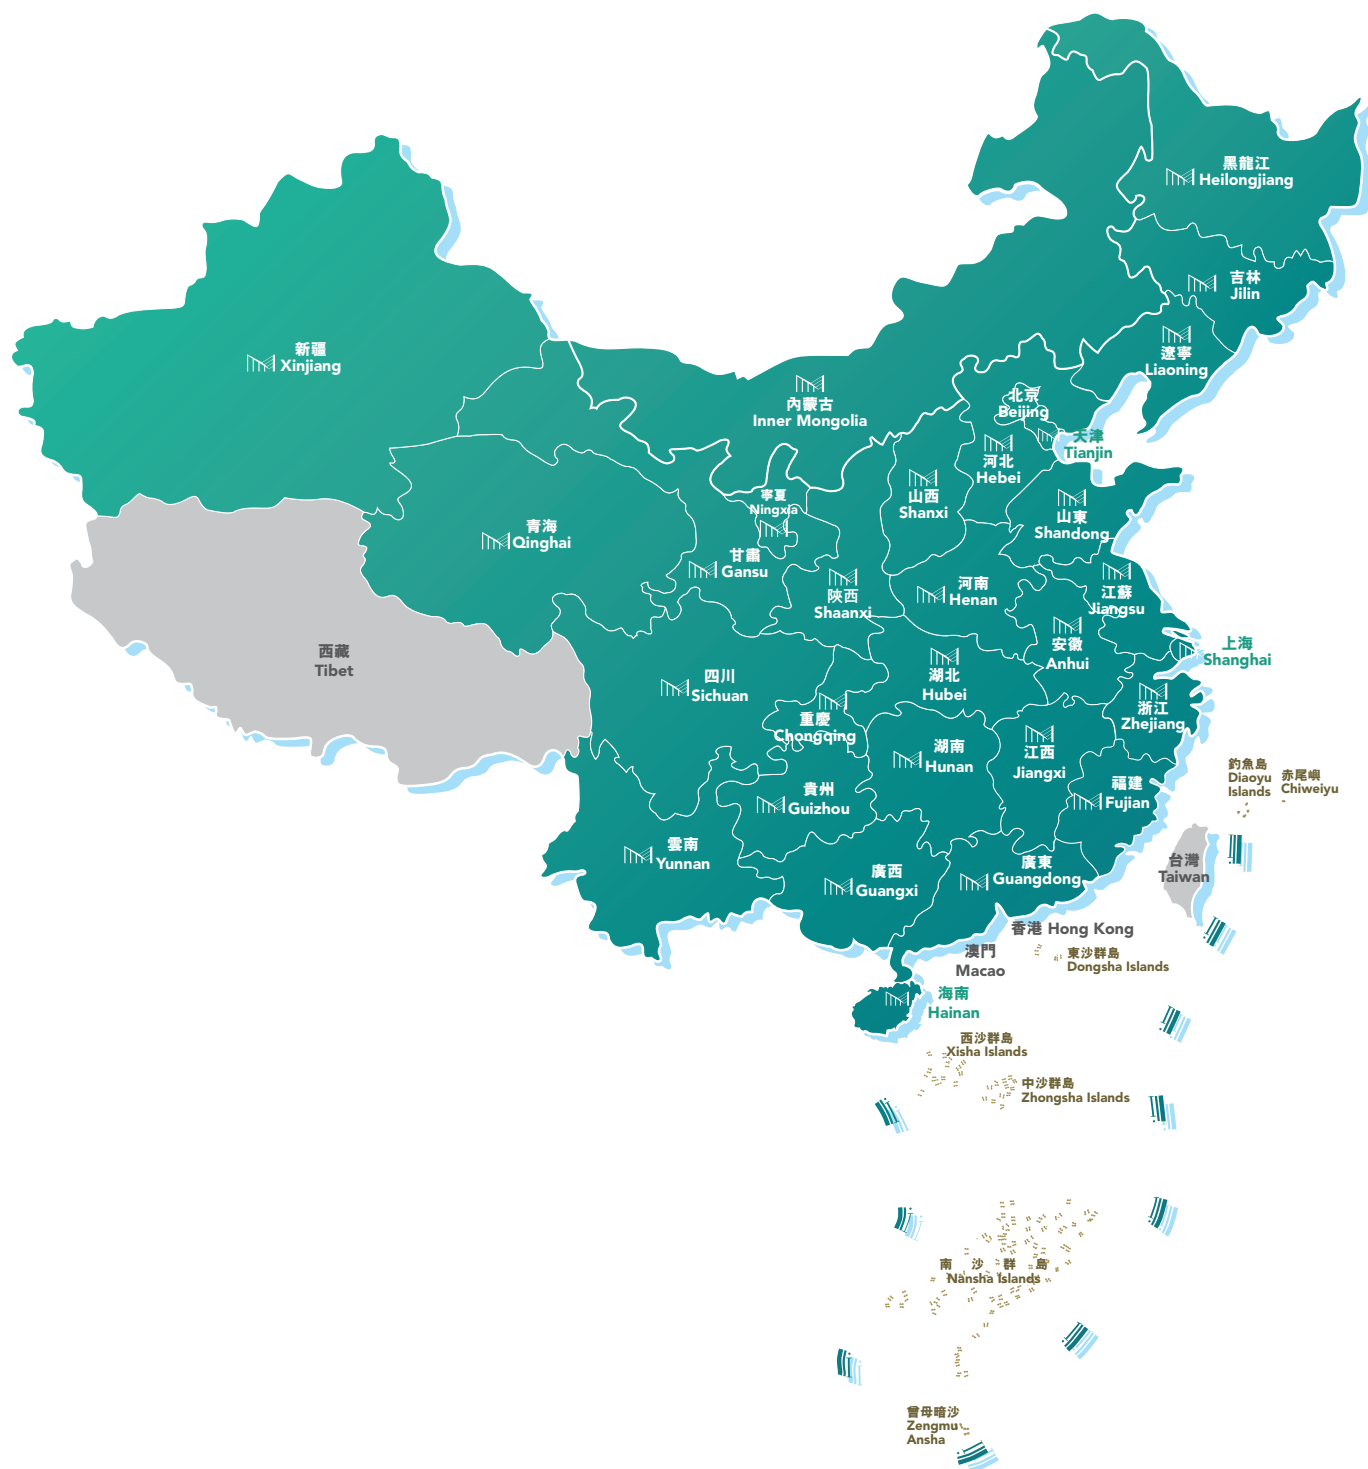 黑龍江
Heilongjiang
吉林
Jilin
遼寧
Liaoning
新疆
Xinjiang
內蒙古
Inner Mongolia
北京
Beijing
天津
Tianjin
河北
Hebei
山西
Shanxi
寧夏
Ningxia
山東
Shandong
青海
Qinghai
甘肅
Gansu
陝西
Shaanxi
河南
Henan
江蘇
Jiangsu
安徽
Anhui
上海
Shanghai
西藏
Tibet
四川
Sichuan
湖北
Hubei
浙江
Zhejiang
重慶
Chongqing
湖南
Hunan
江西
Jiangxi
福建
Fujian
貴州
Guizhou
釣魚島
Diaoyu
Islands
赤尾嶼
Chiweiyu
雲南
Yunnan
廣西
Guangxi
廣東
Guangdong
台灣
Taiwan
香港 Hong Kong
澳門
Macao
東沙群島
Dongsha Islands
海南
Hainan
西沙群島
Xisha Islands
中沙群島
Zhongsha Islands
南沙群島
Nansha Islands
曾母暗沙
Zengmu
Ansha